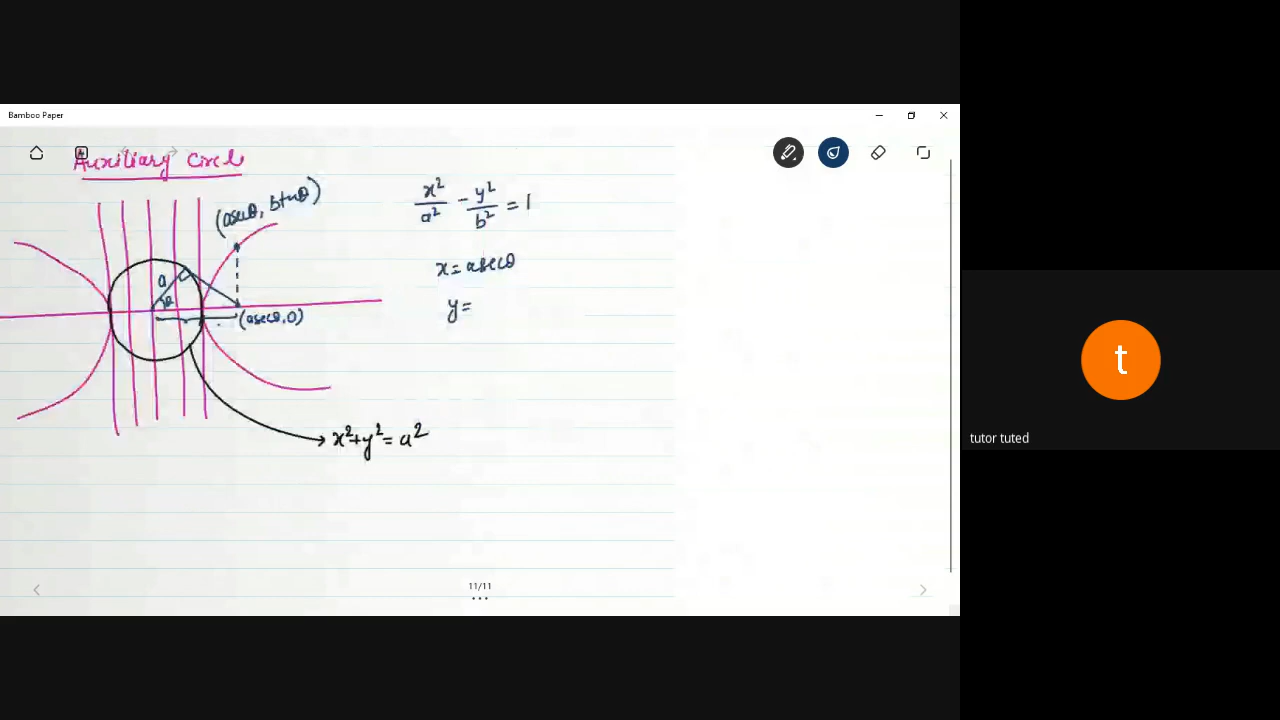 Bamboo Paper
Auxiliary Circle
(asecθ, btanθ)
x²/a² - y²/b² = 1
x = asecθ
a
θ
y =
(asecθ, 0)
x²+y² = a²
11/11
t
tutor tuted